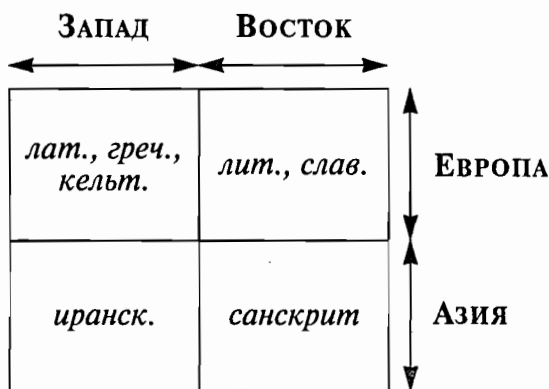 ЗАПАД ВОСТОК
лат., греч.,
кельт.
лит., слав.
ЕВРОПА
иранск.
санскрит
АЗИЯ